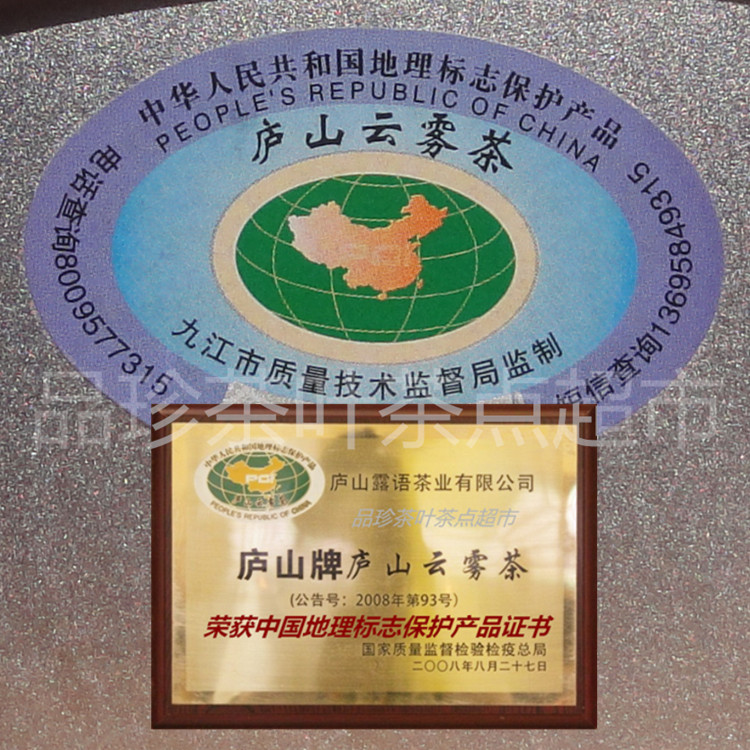 中华人民共和国地理标志保护产品
PEOPLE'S REPUBLIC OF CHINA
庐山云雾茶
PGI
电话查询8009577315
短信查询13695849315
九江市质量技术监督局监制
品珍茶叶茶点超市
中华人民共和国地理标志保护产品
PGI
PEOPLE'S REPUBLIC OF CHINA
庐山露语茶业有限公司
品珍茶叶茶点超市
庐山牌庐山云雾茶
(公告号：2008年第93号)
荣获中国地理标志保护产品证书
国家质量监督检验检疫总局
二〇〇八年八月二十七日